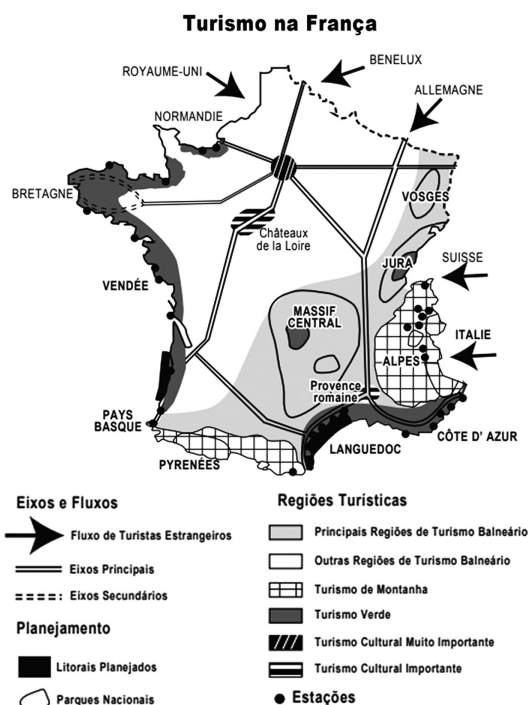 Turismo na França
BENELUX
ROYAUME-UNI
ALLEMAGNE
NORMANDIE
BRETAGNE
VOSGES
Châteaux
de la Loire
JURA
SUISSE
VENDÉE
MASSIF
CENTRAL
ITALIE
ALPES
Provence
romaine
PAYS
BASQUE
CÔTE D' AZUR
LANGUEDOC
PYRENÉES
Eixos e Fluxos
Fluxo de Turistas Estrangeiros
Eixos Principais
Eixos Secundários
Planejamento
Litorais Planejados
Parques Nacionais
Regiões Turísticas
Principais Regiões de Turismo Balneário
Outras Regiões de Turismo Balneário
Turismo de Montanha
Turismo Verde
Turismo Cultural Muito Importante
Turismo Cultural Importante
Estações